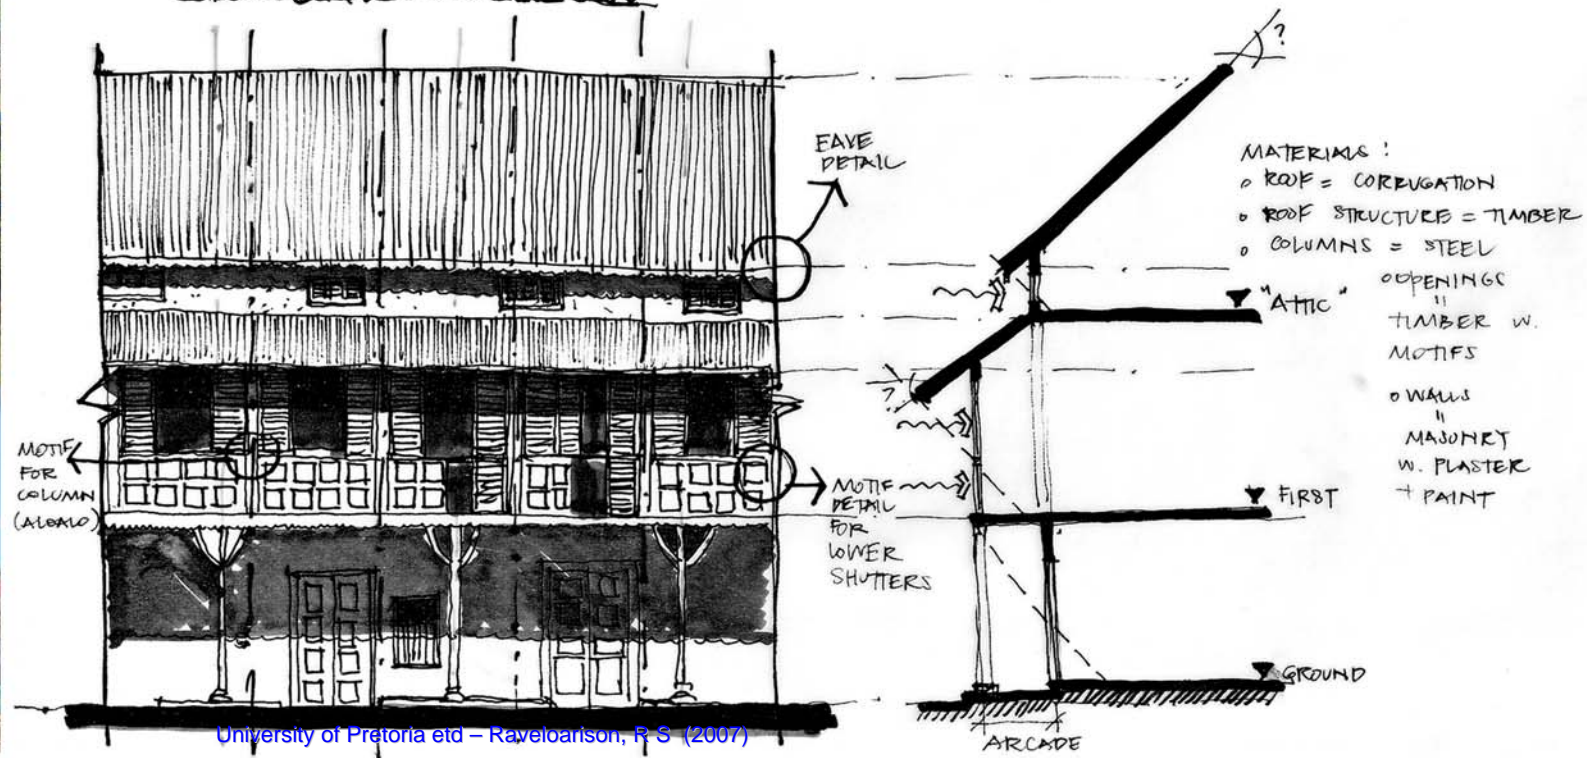 EAVE
DETAIL
?
MATERIALS :
o ROOF = CORRUGATION
o ROOF STRUCTURE = TIMBER
o COLUMNS = STEEL
o OPENINGS
"
TIMBER W.
MOTIFS
o WALLS
"
MASONRY
W. PLASTER
+ PAINT
"ATTIC"
?
MOTIF
FOR
COLUMN
(ALOALO)
MOTIF
DETAIL
FOR
LOWER
SHUTTERS
FIRST
GROUND
ARCADE
University of Pretoria etd – Raveloarison, R S (2007)